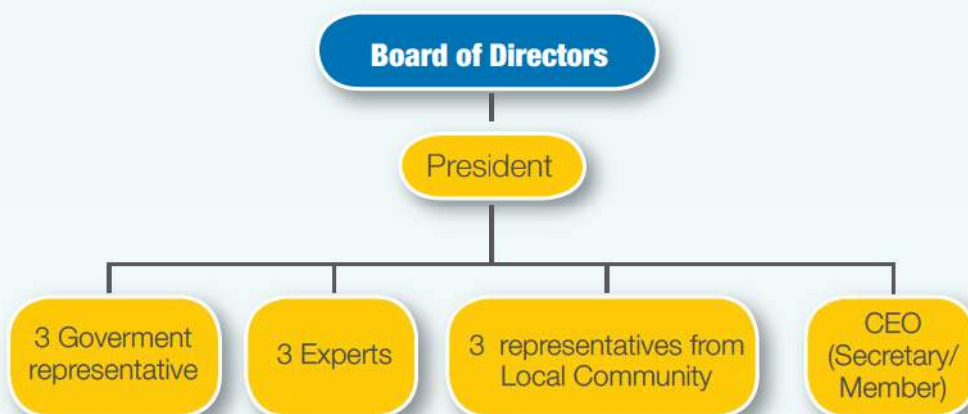 Board of Directors
President
3 Goverment
representative
3 Experts
3 representatives from
Local Community
CEO
(Secretary/
Member)